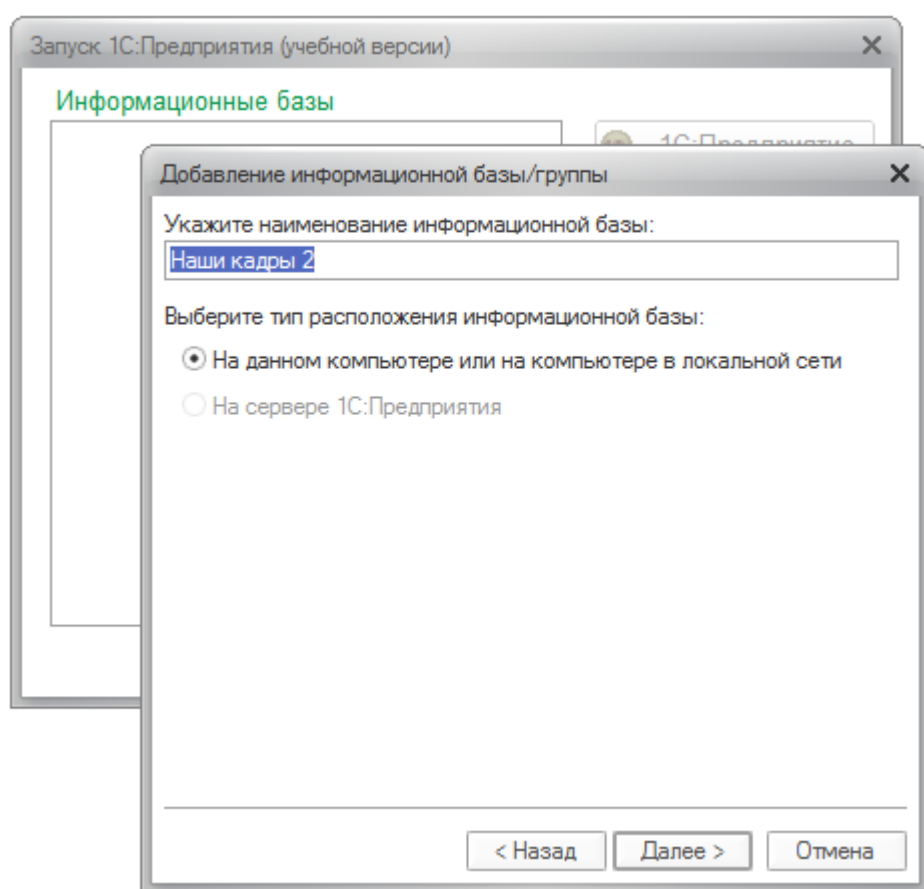 Запуск 1С:Предприятия (учебной версии)
Информационные базы
1С:Предприятие
Добавление информационной базы/группы
Укажите наименование информационной базы:
Наши кадры 2
Выберите тип расположения информационной базы:
На данном компьютере или на компьютере в локальной сети
На сервере 1С:Предприятия
< Назад
Далее >
Отмена